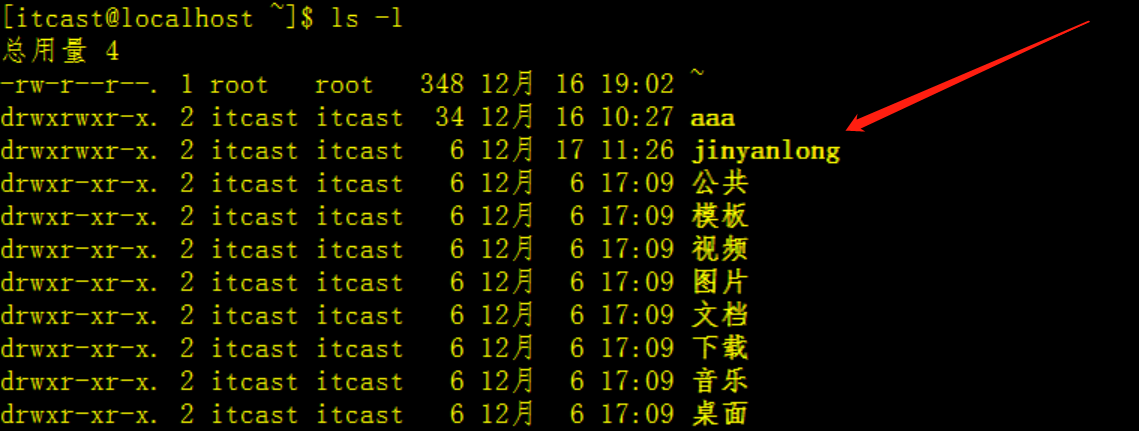 [itcast@localhost ~]$ ls -l
总用量 4
-rw-r--r--. 1 root   root   348 12月  16 19:02 ~
drwxrwxr-x. 2 itcast itcast  34 12月  16 10:27 aaa
drwxrwxr-x. 2 itcast itcast   6 12月  17 11:26 jinyanlong
drwxr-xr-x. 2 itcast itcast   6 12月   6 17:09 公共
drwxr-xr-x. 2 itcast itcast   6 12月   6 17:09 模板
drwxr-xr-x. 2 itcast itcast   6 12月   6 17:09 视频
drwxr-xr-x. 2 itcast itcast   6 12月   6 17:09 图片
drwxr-xr-x. 2 itcast itcast   6 12月   6 17:09 文档
drwxr-xr-x. 2 itcast itcast   6 12月   6 17:09 下载
drwxr-xr-x. 2 itcast itcast   6 12月   6 17:09 音乐
drwxr-xr-x. 2 itcast itcast   6 12月   6 17:09 桌面